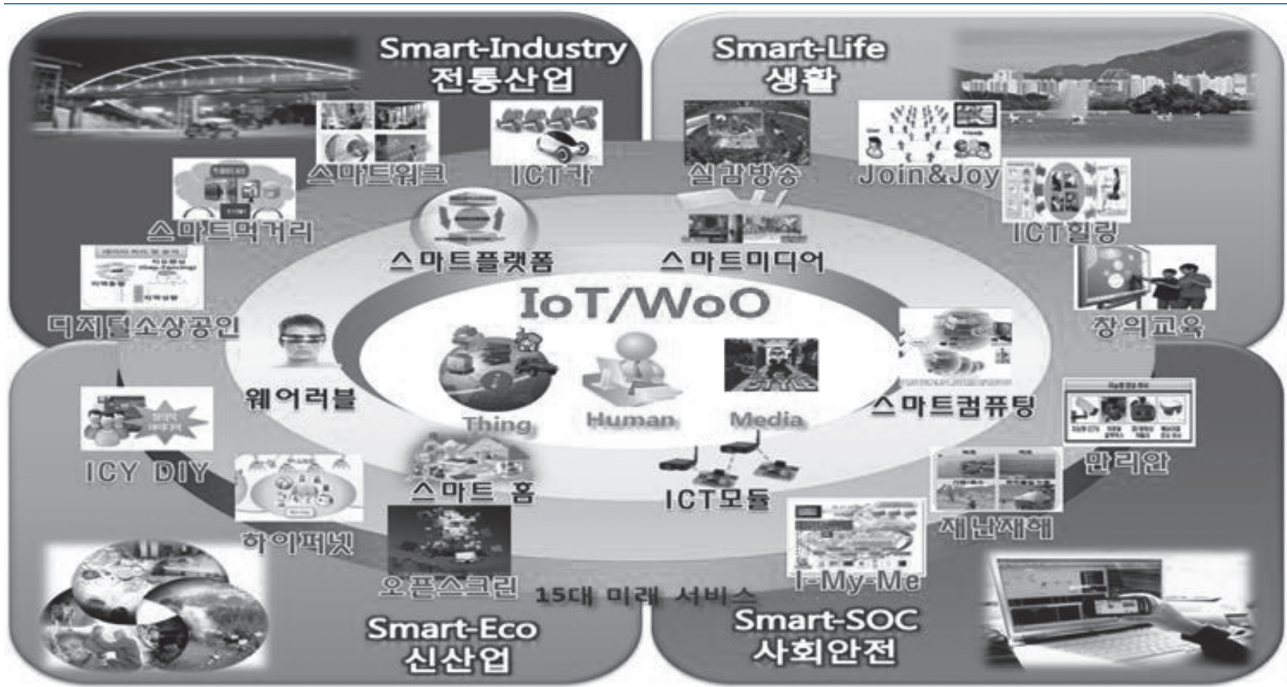 Smart-Industry
전통산업
Smart-Life
생활
스마트워크
ICT카
실감방송
Join&Joy
스마트먹거리
스마트플랫폼
스마트미디어
ICT힐링
디지털소상공인
IoT/WoO
창의교육
웨어러블
Thing
Human
Media
스마트컴퓨팅
ICY DIY
하이퍼넷
스마트 홈
ICT모듈
재난재해
만리안
오픈스크린
I-My-Me
15대 미래 서비스
Smart-Eco
신산업
Smart-SOC
사회안전